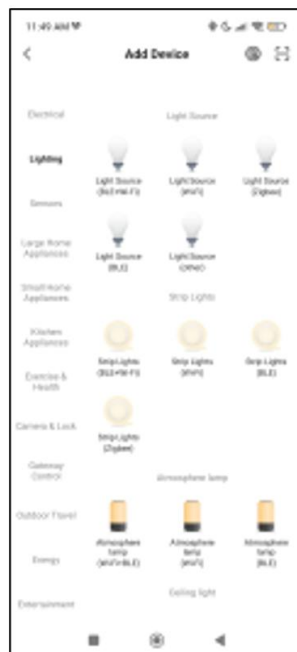 11:49 AM
Add Device
Electrical
Lighting
Sensors
Large Home
Appliances
Small Home
Appliances
Kitchen
Appliances
Exercise &
Health
Camera & Lock
Gateway
Control
Outdoor Travel
Energy
Entertainment
Light Source
Light Source
(BLE+Wi-Fi)
Light Source
(Wi-Fi)
Light Source
(Zigbee)
Light Source
(BLE)
Light Source
(other)
Strip Lights
Strip Lights
(BLE+Wi-Fi)
Strip Lights
(Wi-Fi)
Strip Lights
(BLE)
Strip Lights
(Zigbee)
Atmosphere lamp
Atmosphere
lamp
(Wi-Fi+BLE)
Atmosphere
lamp
(Wi-Fi)
Atmosphere
lamp
(BLE)
Ceiling light